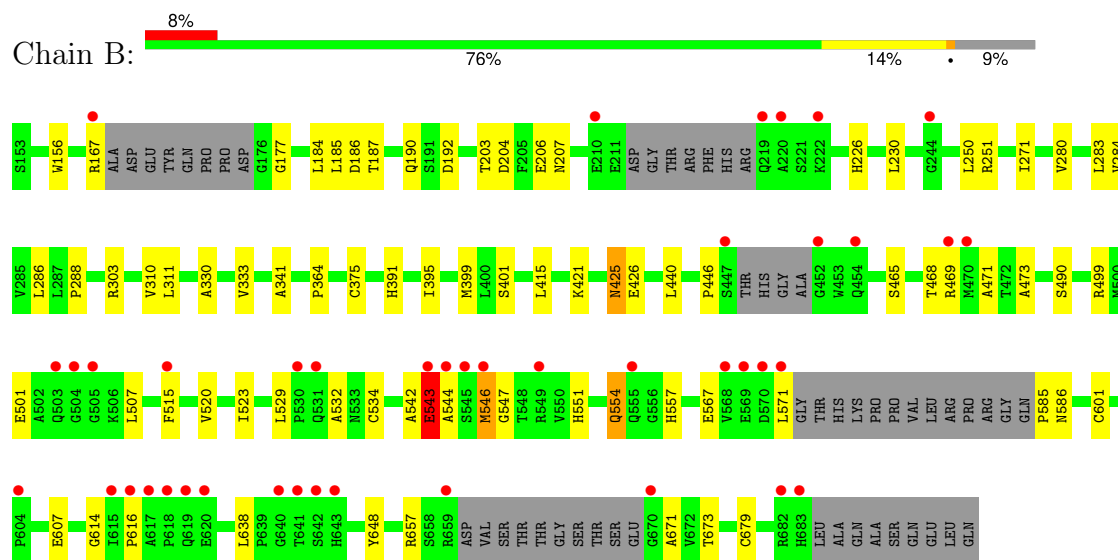 8%
Chain B:
76% 14% • 9%
S153 W156 R167 ALA ASP GLU TYR GLN PRO PRO ASP G176 G177 L184 L185 D186 T187 Q190 S191 D192 T203 D204 F205 E206 N207 E210 E211 ASP GLY THR ARG PHE HIS ARG Q219 A220 S221 K222 H226 L230 G244 L250 R251 I271 V280 L283
V285 L286 L287 P288 R303 V310 L311 A330 V333 A341 P364 C375 H391 I395 M399 L400 S401 L415 K421 N425 E426 L440 P446 S447 THR HIS GLY ALA G452 W453 Q454 S465 T468 R469 M470 A471 T472 A473 S490 R499
E501 A502 Q503 G504 G505 K506 L507 F515 V520 I523 L529 P530 Q531 A532 N533 C534 A542 E543 A544 S545 M546 G547 T548 R549 V550 H551 Q554 Q555 G556 H557 E567 V568 E569 D570 L571 GLY THR HIS LYS PRO PRO VAL LEU ARG PRO ARG GLY GLN P585 N586 C601
P604 E607 G614 I615 P616 A617 P618 Q619 E620 L638 P639 G640 T641 S642 H643 Y648 R657 S658 R659 ASP VAL SER THR THR GLY SER THR SER GLU G670 A671 V672 T673 C679 R682 H683 LEU ALA GLN ALA SER GLN GLU LEU GLN